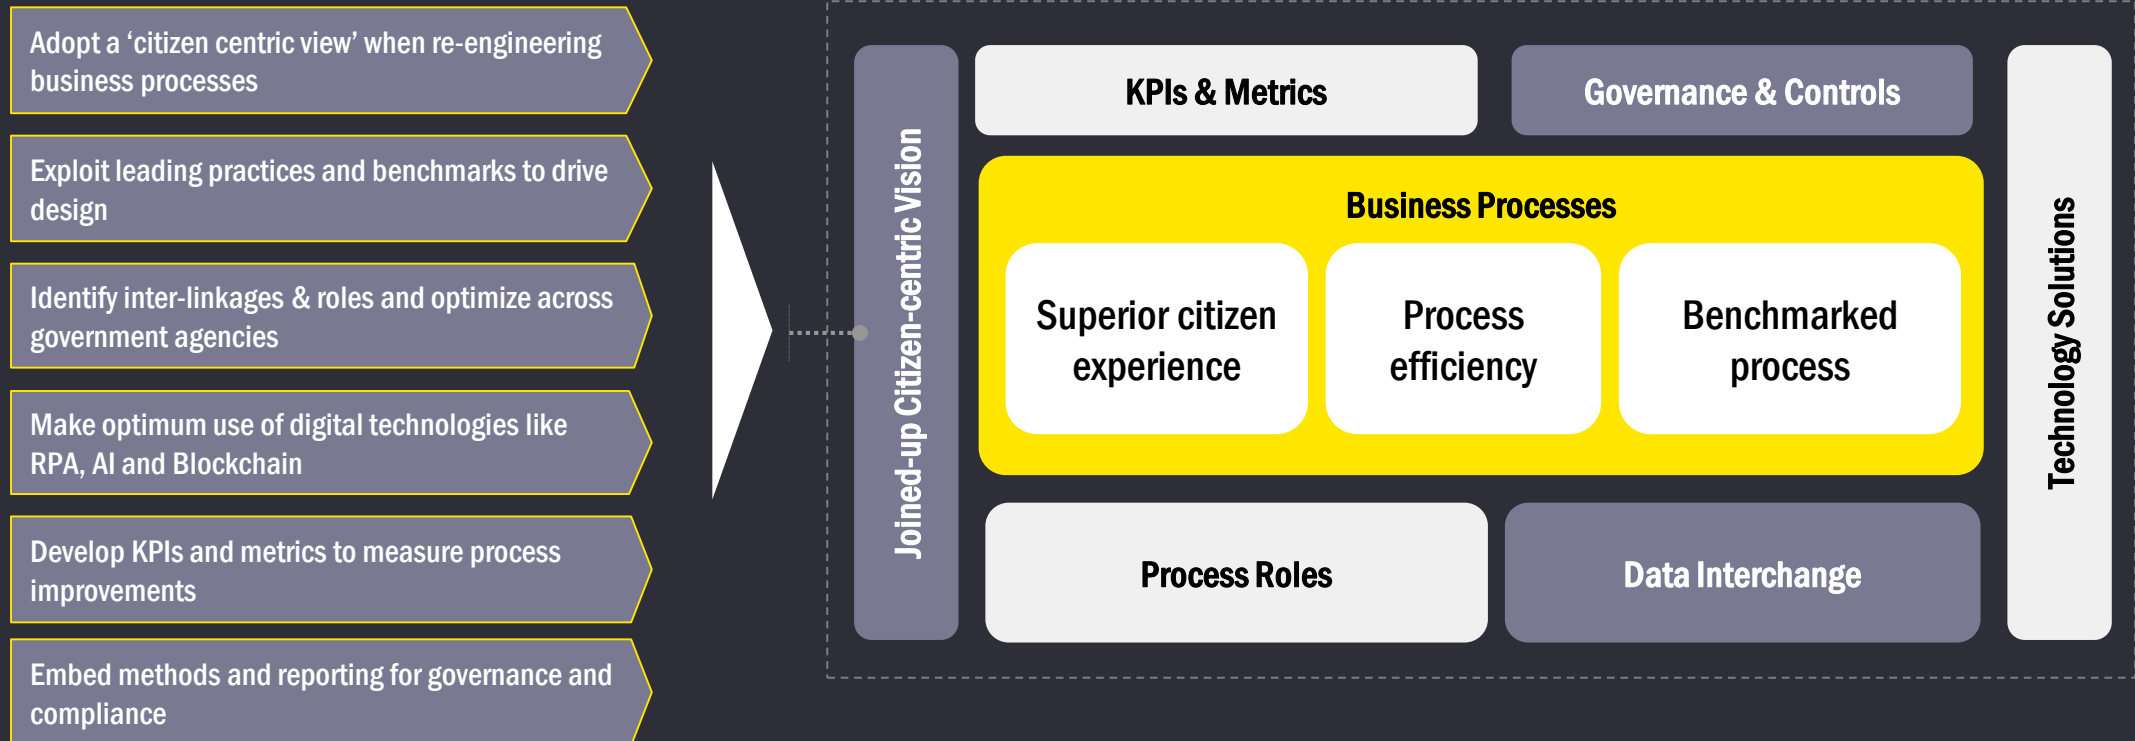 Adopt a ‘citizen centric view’ when re-engineering
business processes
Exploit leading practices and benchmarks to drive
design
Identify inter-linkages & roles and optimize across
government agencies
Make optimum use of digital technologies like
RPA, AI and Blockchain
Develop KPIs and metrics to measure process
improvements
Embed methods and reporting for governance and
compliance
Joined-up Citizen-centric Vision
KPIs & Metrics
Governance & Controls
Business Processes
Superior citizen
experience
Process
efficiency
Benchmarked
process
Process Roles
Data Interchange
Technology Solutions